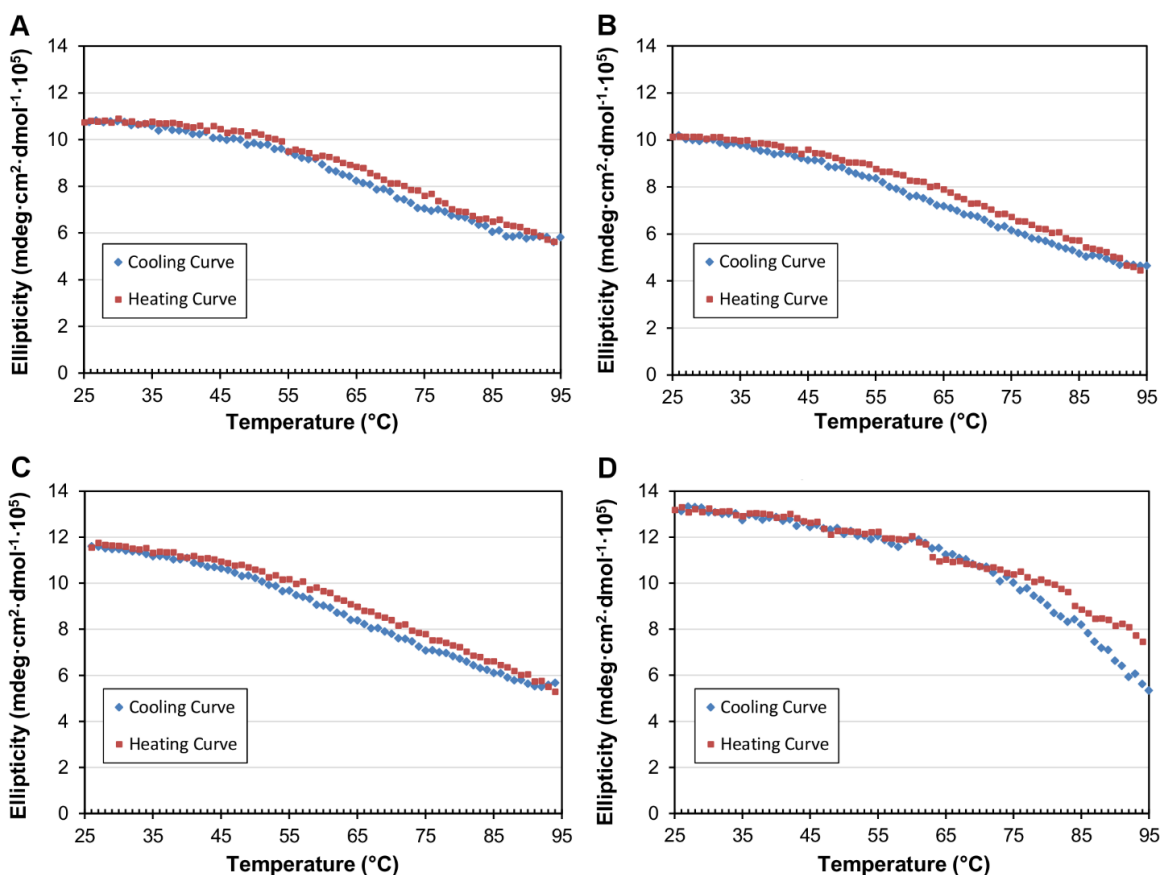 A
Ellipticity (mdeg·cm²·dmol⁻¹·10⁵)
14
12
10
8
6
4
2
0
Cooling Curve
Heating Curve
25 35 45 55 65 75 85 95
Temperature (°C)
B
Ellipticity (mdeg·cm²·dmol⁻¹·10⁵)
14
12
10
8
6
4
2
0
Cooling Curve
Heating Curve
25 35 45 55 65 75 85 95
Temperature (°C)
C
Ellipticity (mdeg·cm²·dmol⁻¹·10⁵)
14
12
10
8
6
4
2
0
Cooling Curve
Heating Curve
25 35 45 55 65 75 85 95
Temperature (°C)
D
Ellipticity (mdeg·cm²·dmol⁻¹·10⁵)
14
12
10
8
6
4
2
0
Cooling Curve
Heating Curve
25 35 45 55 65 75 85 95
Temperature (°C)